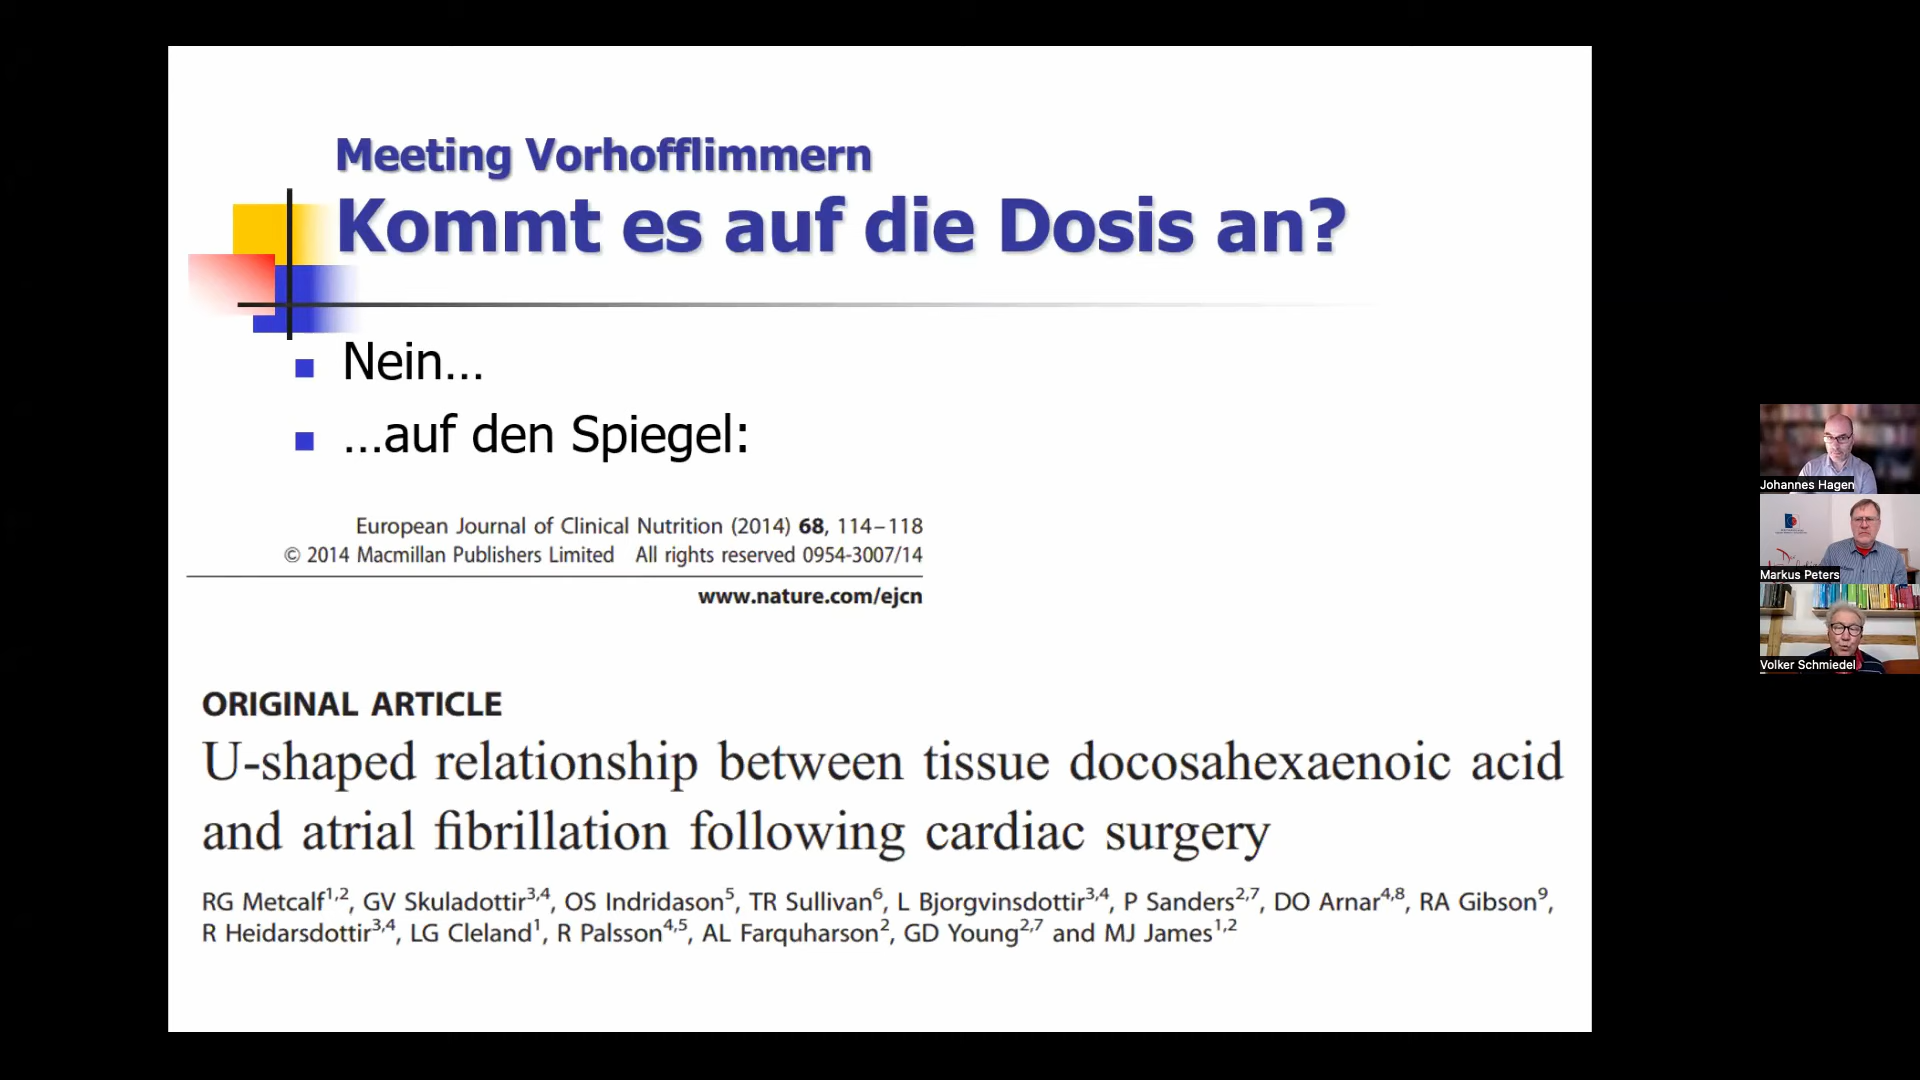 Meeting Vorhofflimmern
Kommt es auf die Dosis an?
Nein...
...auf den Spiegel:
European Journal of Clinical Nutrition (2014) 68, 114–118
© 2014 Macmillan Publishers Limited All rights reserved 0954-3007/14
www.nature.com/ejcn
ORIGINAL ARTICLE
U-shaped relationship between tissue docosahexaenoic acid
and atrial fibrillation following cardiac surgery
RG Metcalf1,2, GV Skuladottir3,4, OS Indridason5, TR Sullivan6, L Bjorgvinsdottir3,4, P Sanders2,7, DO Arnar4,8, RA Gibson9,
R Heidarsdottir3,4, LG Cleland1, R Palsson4,5, AL Farquharson2, GD Young2,7 and MJ James1,2
Johannes Hagen
Markus Peters
Volker Schmiedel